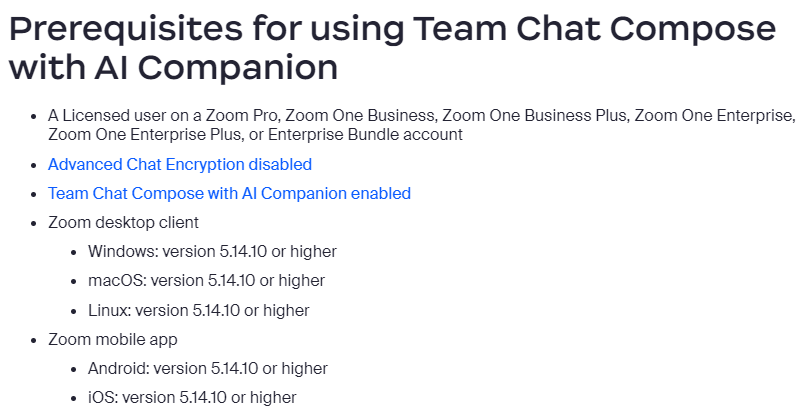 Prerequisites for using Team Chat Compose
with AI Companion
A Licensed user on a Zoom Pro, Zoom One Business, Zoom One Business Plus, Zoom One Enterprise,
Zoom One Enterprise Plus, or Enterprise Bundle account
Advanced Chat Encryption disabled
Team Chat Compose with AI Companion enabled
Zoom desktop client
Windows: version 5.14.10 or higher
macOS: version 5.14.10 or higher
Linux: version 5.14.10 or higher
Zoom mobile app
Android: version 5.14.10 or higher
iOS: version 5.14.10 or higher